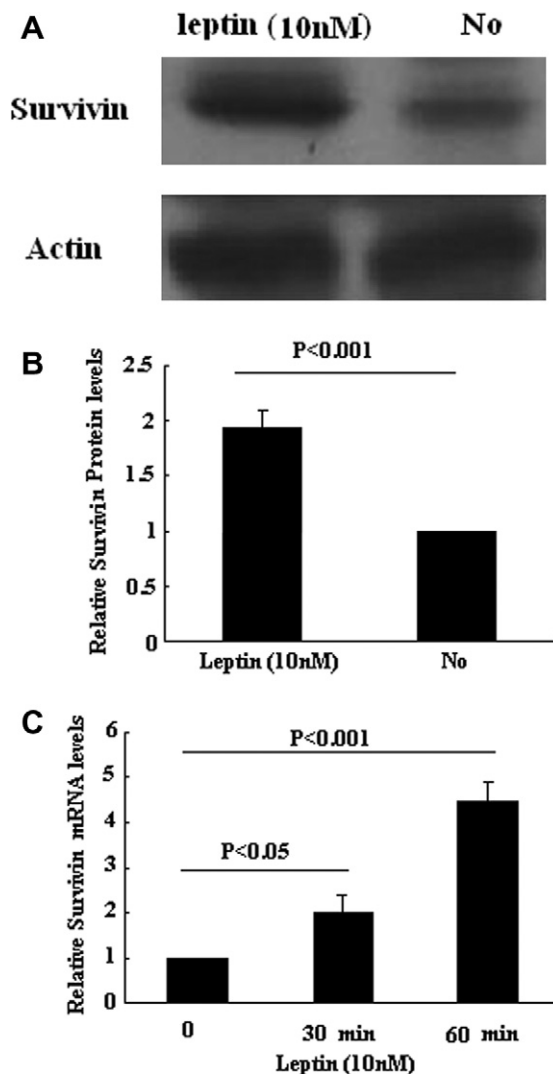 A
leptin (10nM) No
Survivin
Actin
B
P<0.001
Relative Survivin Protein levels
2.5
2
1.5
1
0.5
0
Leptin (10nM) No
C
P<0.001
P<0.05
Relative Survivin mRNA levels
6
5
4
3
2
1
0
0 30 min 60 min
Leptin (10nM)